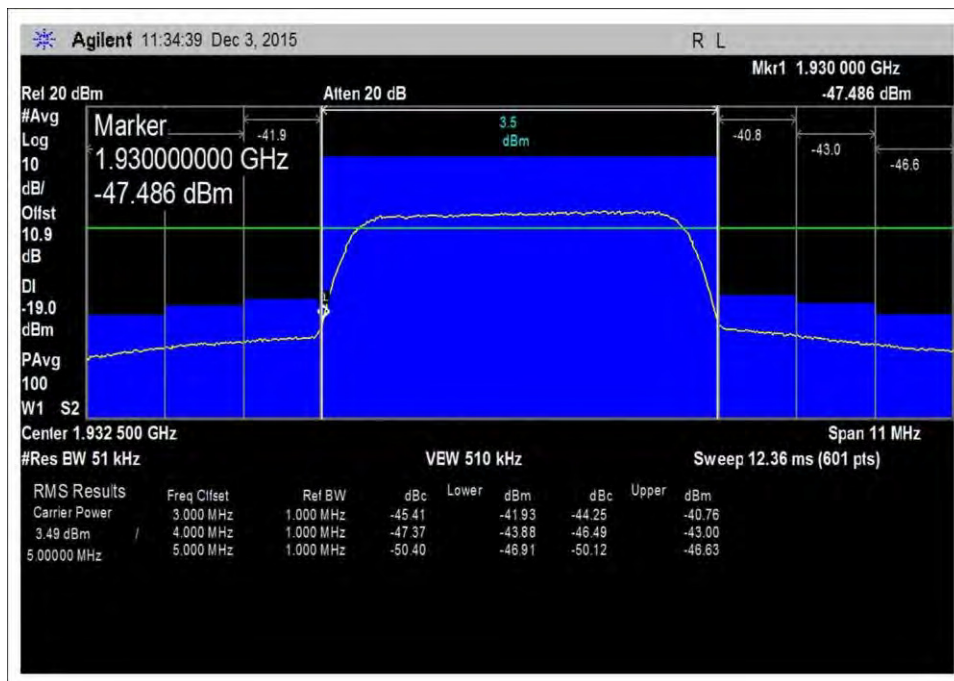 Agilent 11:34:39 Dec 3, 2015 R L
Mkr1 1.930 000 GHz
Ref 20 dBm Atten 20 dB -47.486 dBm
#Avg
Log
10
dB/
Offst
10.9
dB
DI
-19.0
dBm
PAvg
100
W1 S2
Marker
1.930000000 GHz
-47.486 dBm
-41.9
3.5
dBm
-40.8
-43.0
-46.6
1
Center 1.932 500 GHz Span 11 MHz
#Res BW 51 kHz VBW 510 kHz Sweep 12.36 ms (601 pts)
RMS Results Freq Offset Ref BW dBc Lower dBm dBc Upper dBm
Carrier Power 3.000 MHz 1.000 MHz -45.41 -41.93 -44.25 -40.76
3.49 dBm / 4.000 MHz 1.000 MHz -47.37 -43.88 -46.49 -43.00
5.00000 MHz 5.000 MHz 1.000 MHz -50.40 -46.91 -50.12 -46.63